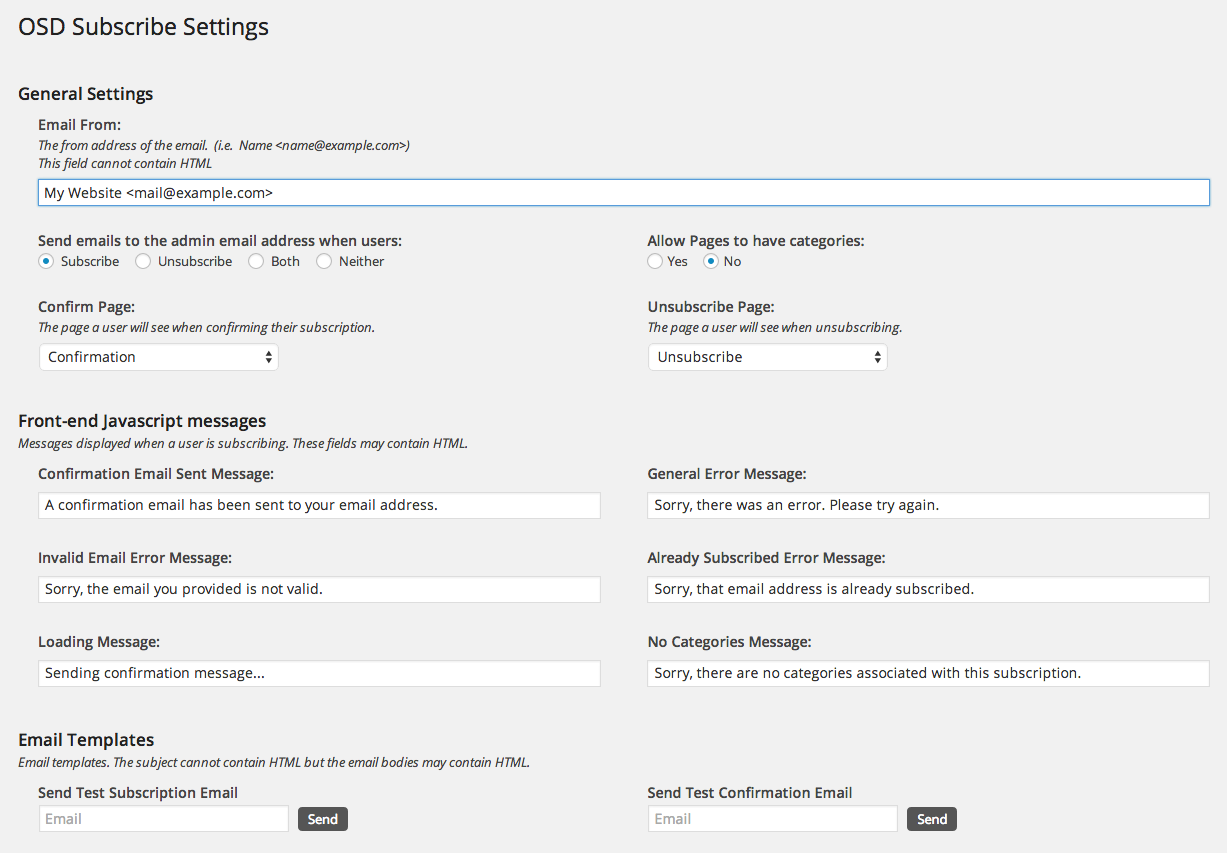 OSD Subscribe Settings
General Settings
Email From:
The from address of the email.  (i.e.  Name <name@example.com>)
This field cannot contain HTML
My Website <mail@example.com>
Send emails to the admin email address when users:
Subscribe Unsubscribe Both Neither
Allow Pages to have categories:
Yes No
Confirm Page:
The page a user will see when confirming their subscription.
Confirmation
Unsubscribe Page:
The page a user will see when unsubscribing.
Unsubscribe
Front-end Javascript messages
Messages displayed when a user is subscribing. These fields may contain HTML.
Confirmation Email Sent Message:
A confirmation email has been sent to your email address.
General Error Message:
Sorry, there was an error. Please try again.
Invalid Email Error Message:
Sorry, the email you provided is not valid.
Already Subscribed Error Message:
Sorry, that email address is already subscribed.
Loading Message:
Sending confirmation message...
No Categories Message:
Sorry, there are no categories associated with this subscription.
Email Templates
Email templates. The subject cannot contain HTML but the email bodies may contain HTML.
Send Test Subscription Email
Email Send
Send Test Confirmation Email
Email Send